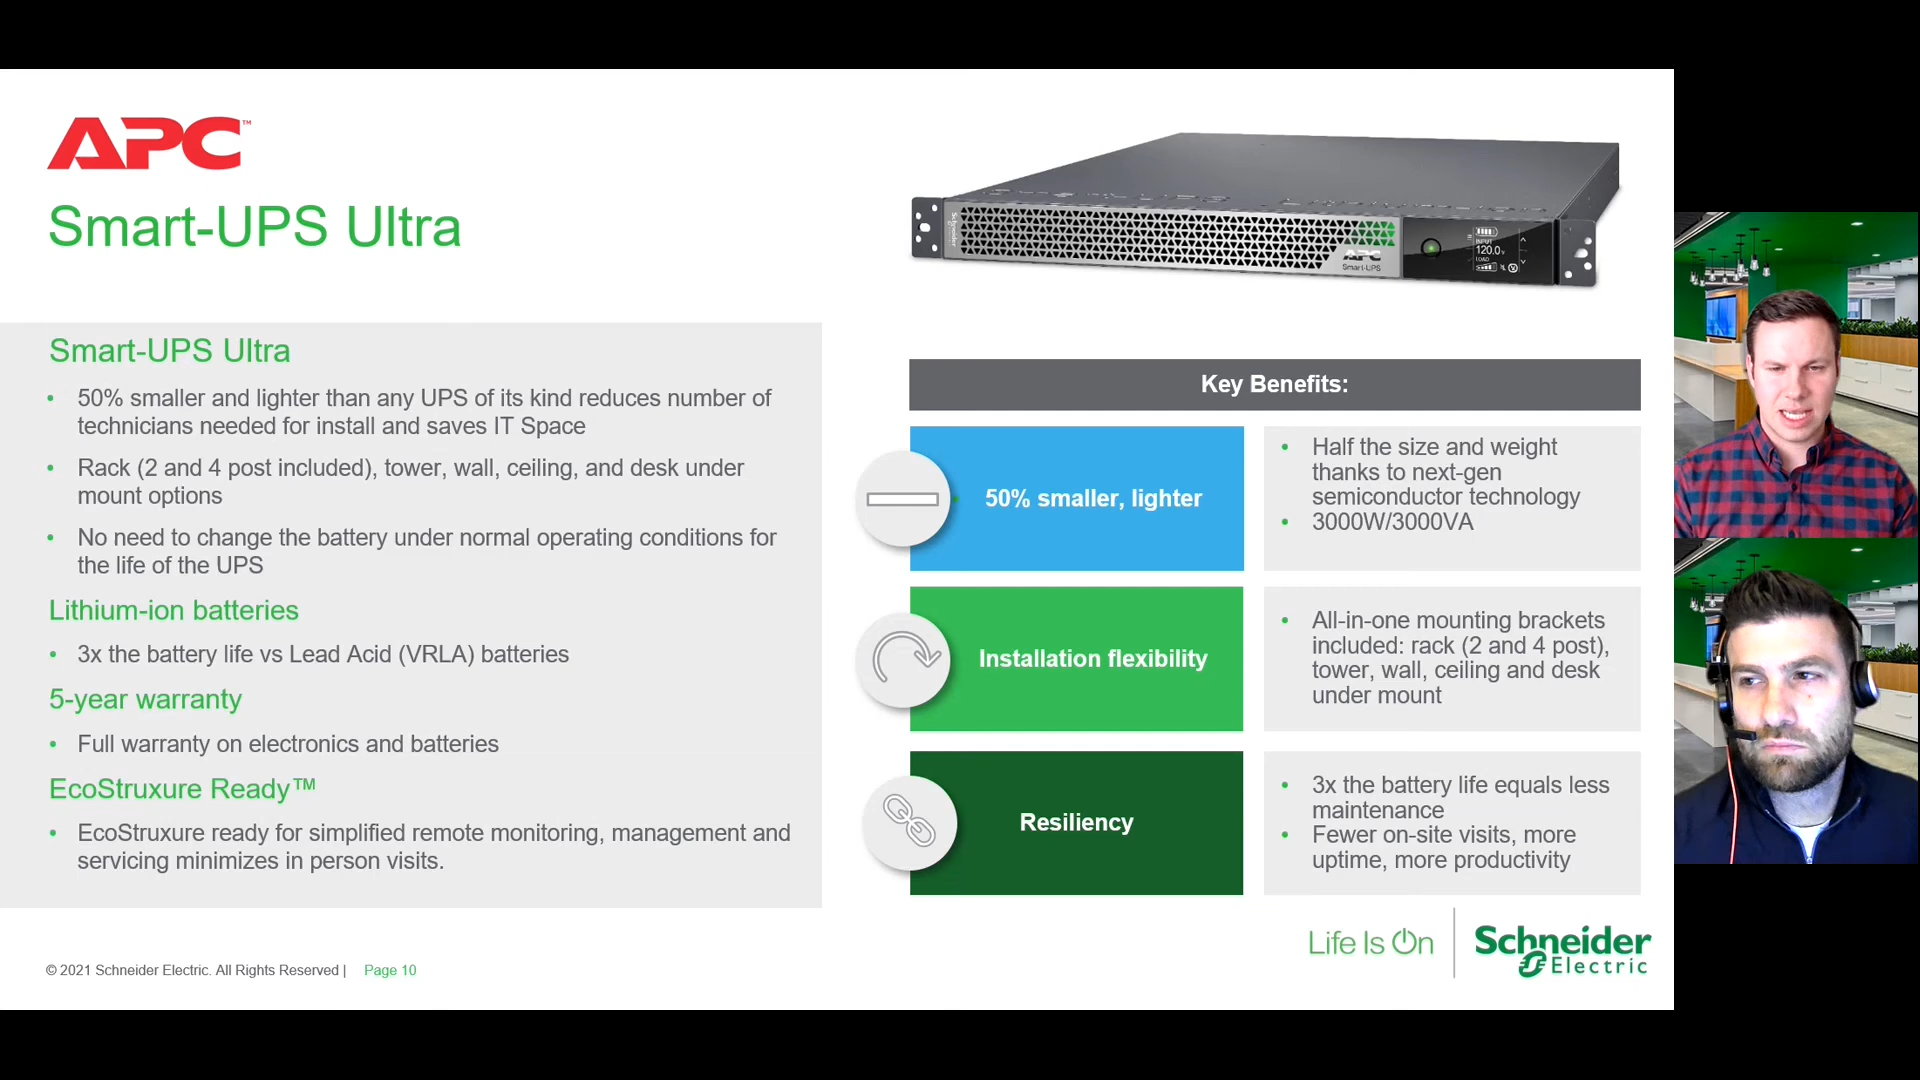 APC™
Smart-UPS Ultra
Schneider
APC
Smart-UPS
INPUT
120.0v
LOAD
Smart-UPS Ultra
• 50% smaller and lighter than any UPS of its kind reduces number of
technicians needed for install and saves IT Space
• Rack (2 and 4 post included), tower, wall, ceiling, and desk under
mount options
• No need to change the battery under normal operating conditions for
the life of the UPS
Lithium-ion batteries
• 3x the battery life vs Lead Acid (VRLA) batteries
5-year warranty
• Full warranty on electronics and batteries
EcoStruxure Ready™
• EcoStruxure ready for simplified remote monitoring, management and
servicing minimizes in person visits.
Key Benefits:
50% smaller, lighter
• Half the size and weight
thanks to next-gen
semiconductor technology
• 3000W/3000VA
Installation flexibility
• All-in-one mounting brackets
included: rack (2 and 4 post),
tower, wall, ceiling and desk
under mount
Resiliency
• 3x the battery life equals less
maintenance
• Fewer on-site visits, more
uptime, more productivity
© 2021 Schneider Electric. All Rights Reserved | Page 10
Life Is On
Schneider
Electric